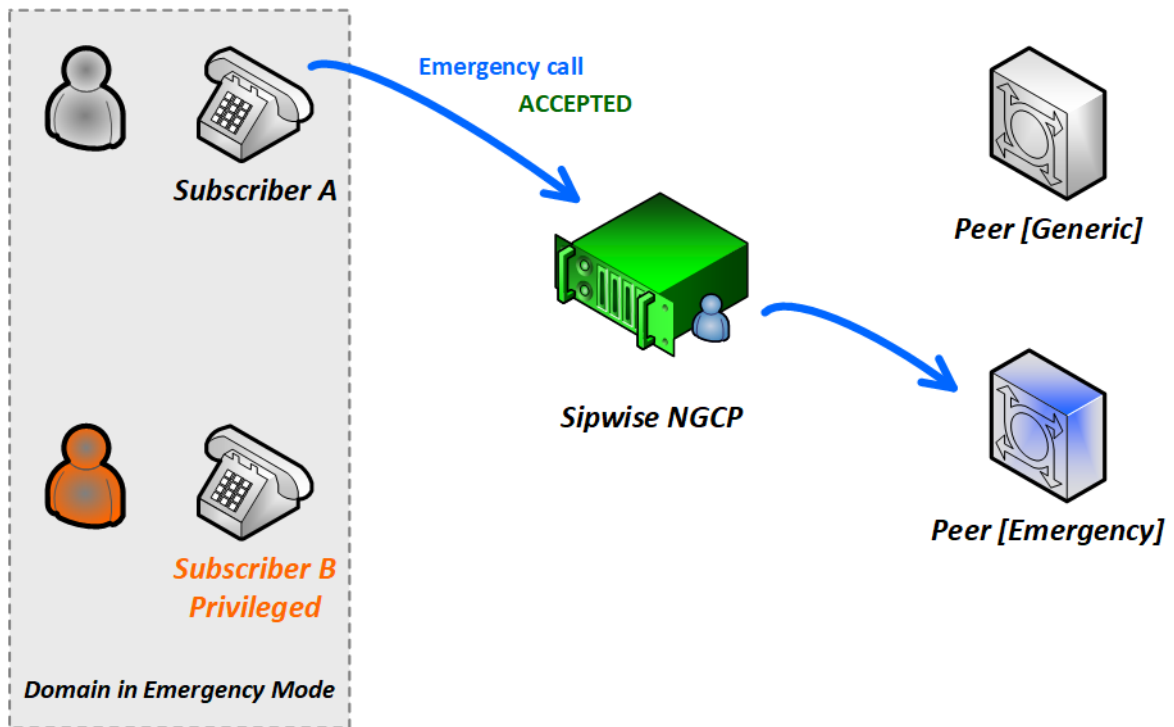 Emergency call
ACCEPTED
Subscriber A
Peer [Generic]
Sipwise NGCP
Peer [Emergency]
Subscriber B
Privileged
Domain in Emergency Mode